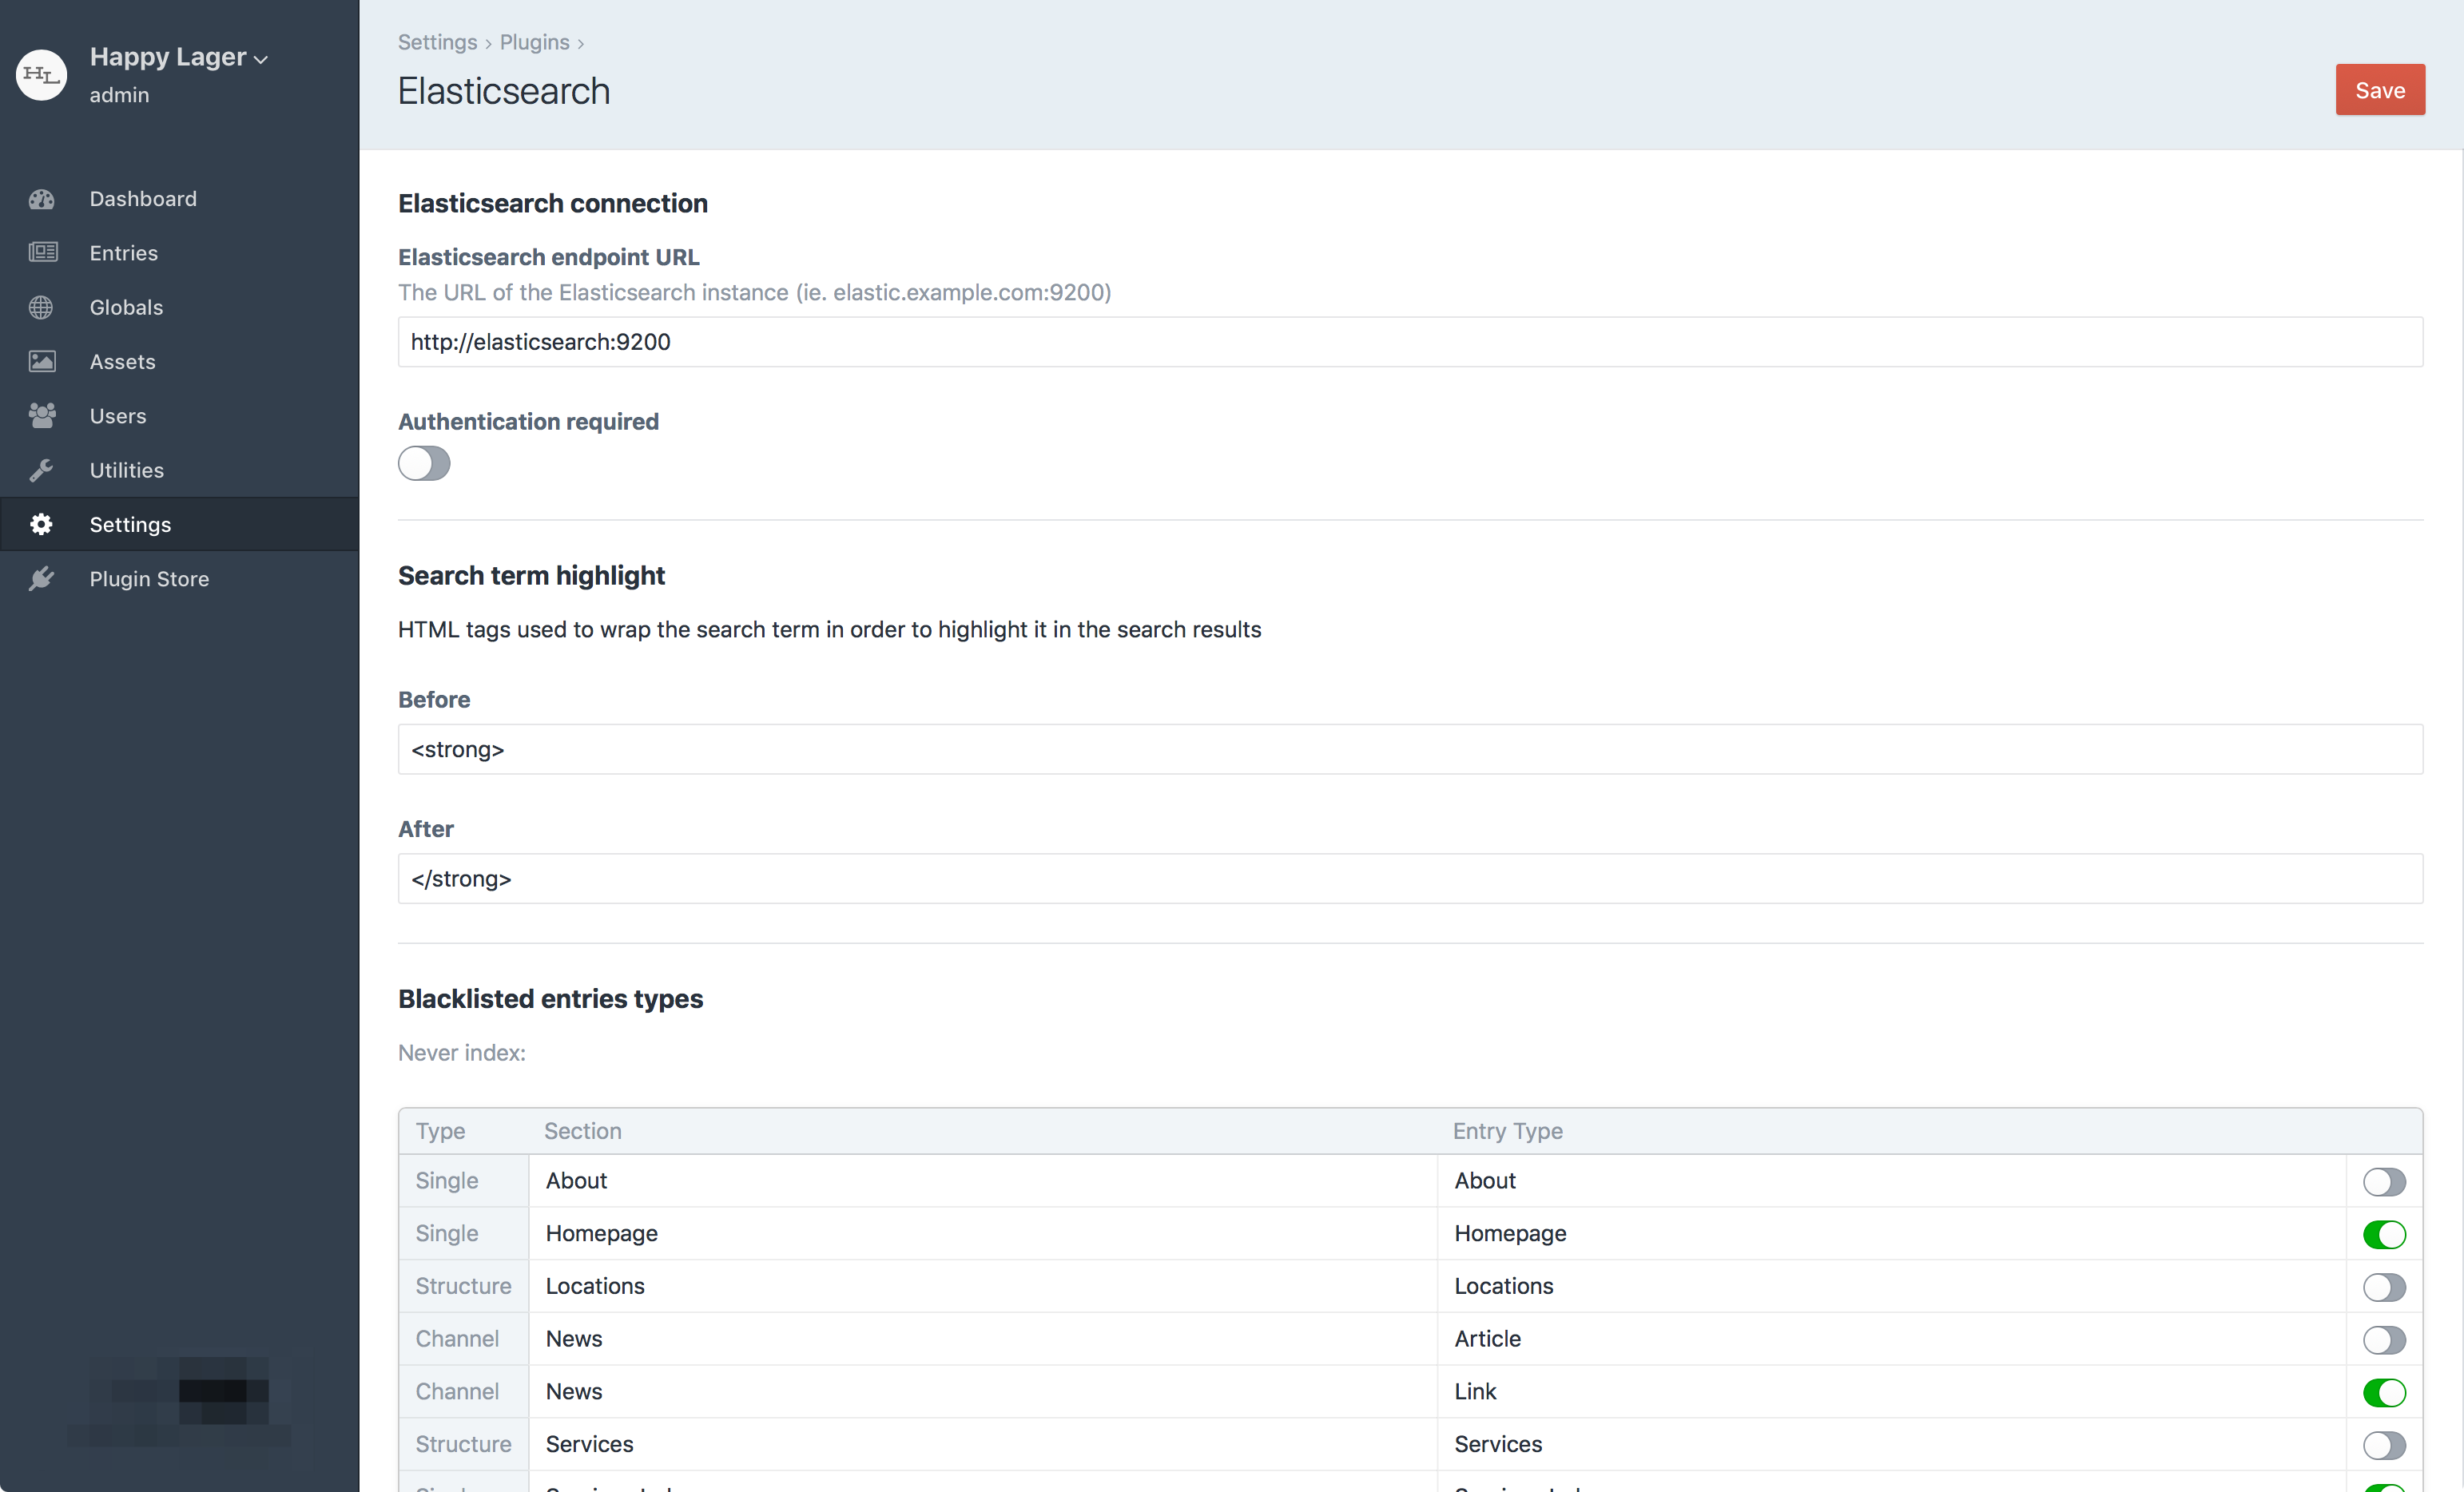 HL
Happy Lager
admin
Dashboard
Entries
Globals
Assets
Users
Utilities
Settings
Plugin Store
Settings › Plugins ›
Elasticsearch
Save
Elasticsearch connection
Elasticsearch endpoint URL
The URL of the Elasticsearch instance (ie. elastic.example.com:9200)
http://elasticsearch:9200
Authentication required
Search term highlight
HTML tags used to wrap the search term in order to highlight it in the search results
Before
<strong>
After
</strong>
Blacklisted entries types
Never index:
Type Section Entry Type
Single About About
Single Homepage Homepage
Structure Locations Locations
Channel News Article
Channel News Link
Structure Services Services